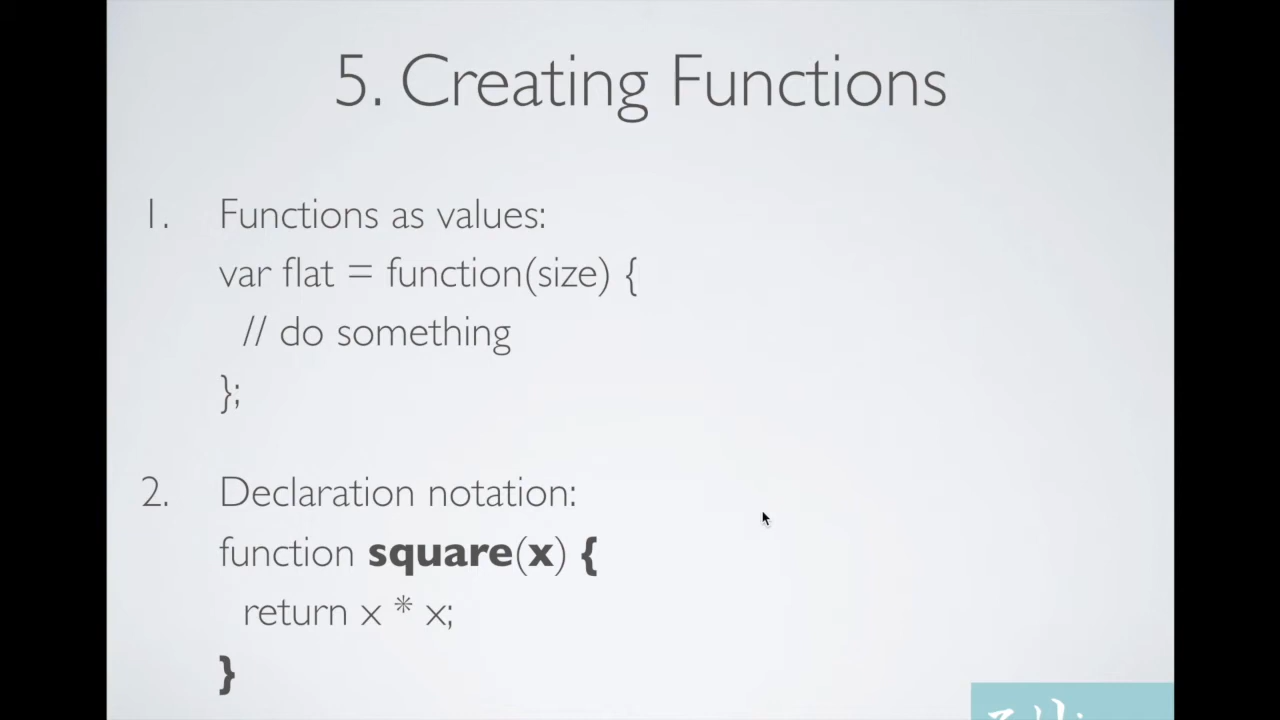 5. Creating Functions
1. Functions as values:
var flat = function(size) {
// do something
};
2. Declaration notation:
function square(x) {
return x * x;
}